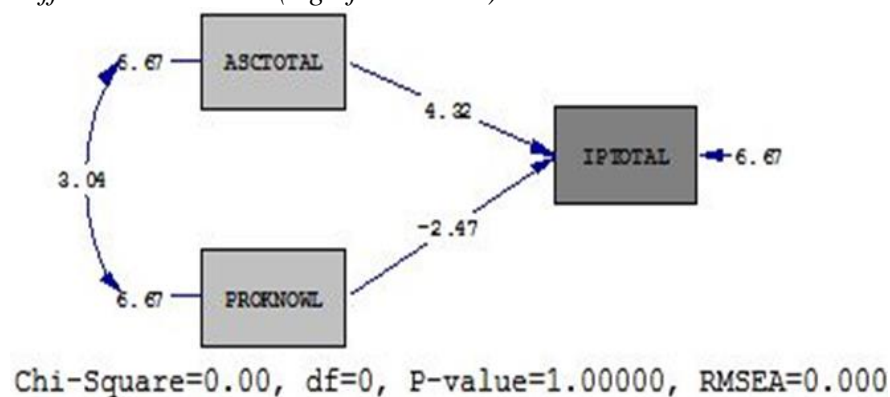 6.67 ASCTOTAL
4.32
3.04
IPTOTAL 6.67
-2.47
6.67 PROKNOWL
Chi-Square=0.00, df=0, P-value=1.00000, RMSEA=0.000